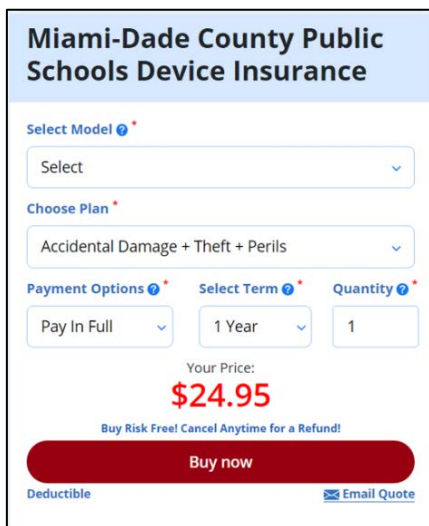 Miami-Dade County Public
Schools Device Insurance
Select Model ? *
Select
Choose Plan *
Accidental Damage + Theft + Perils
Payment Options ? * Select Term ? * Quantity ? *
Pay In Full 1 Year 1
Your Price:
$24.95
Buy Risk Free! Cancel Anytime for a Refund!
Buy now
Deductible Email Quote